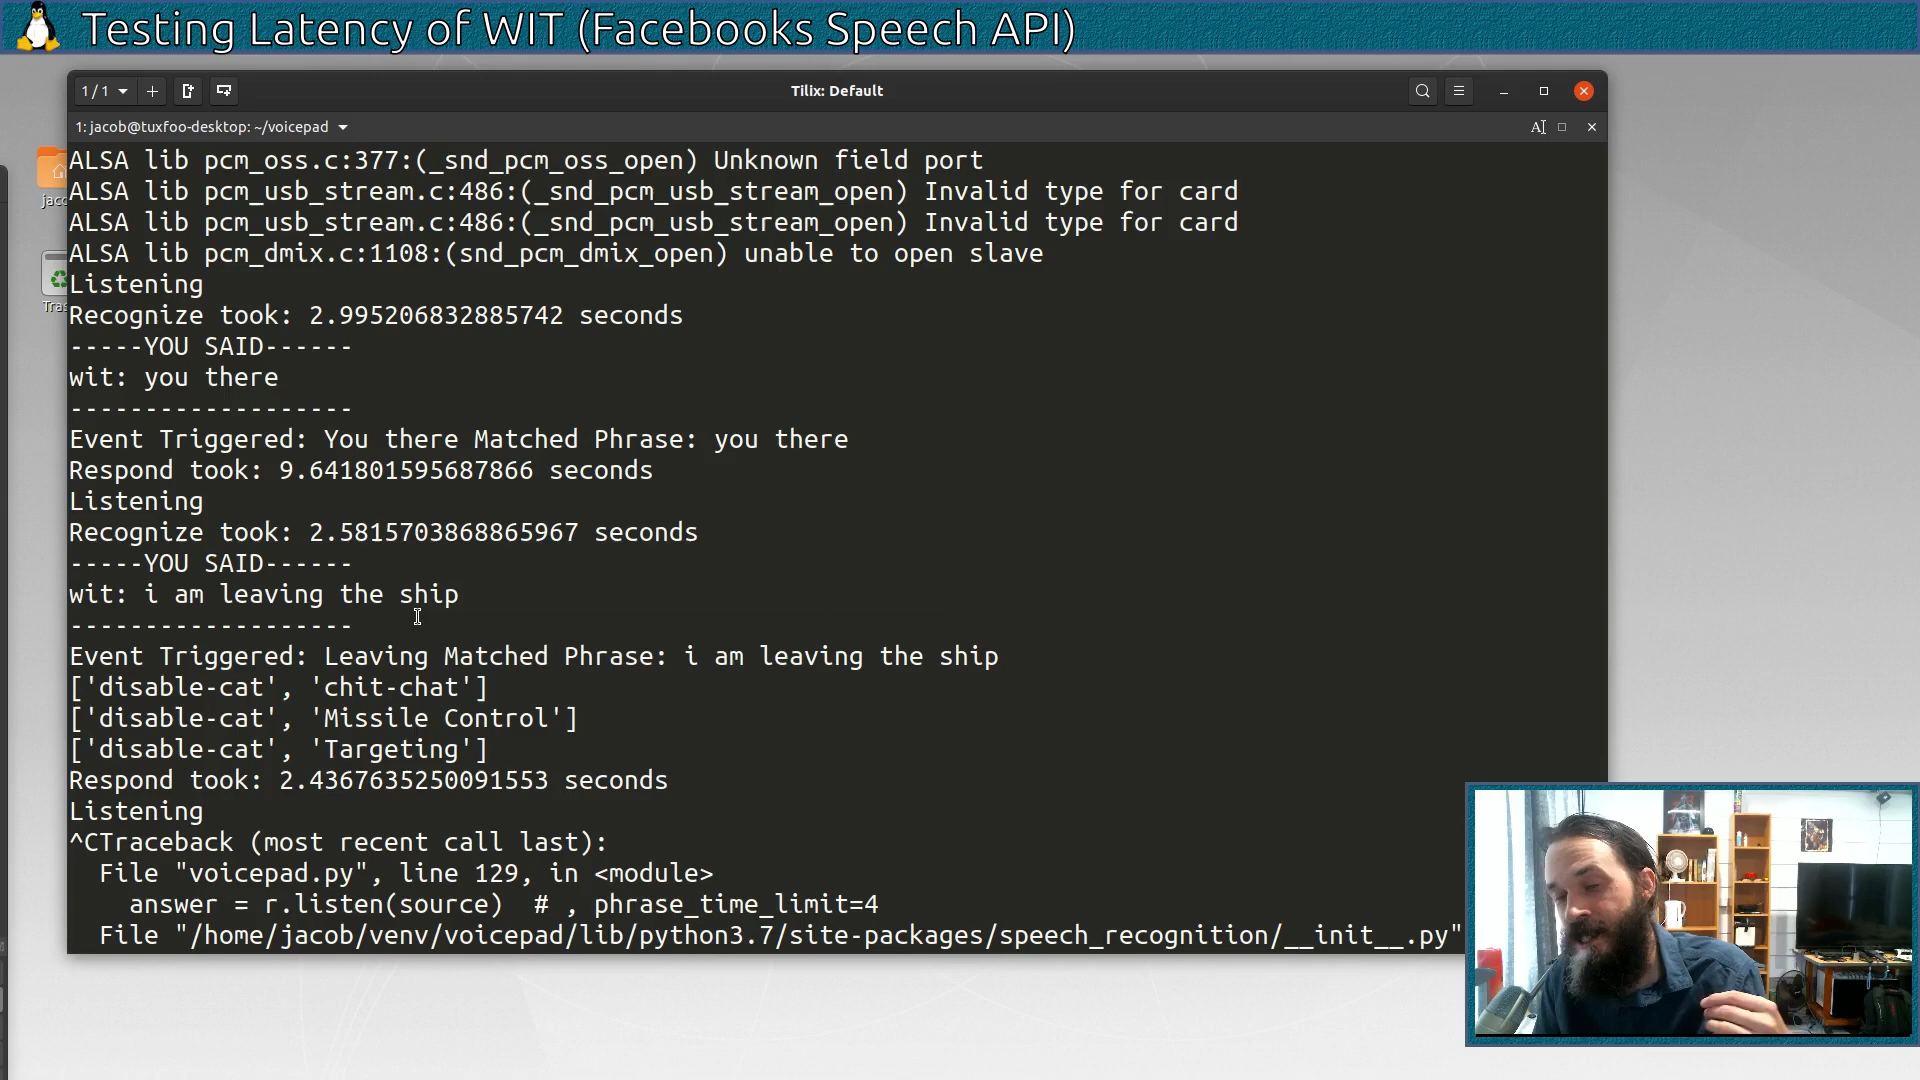 Testing Latency of WIT (Facebooks Speech API)
1 / 1
Tilix: Default
1: jacob@tuxfoo-desktop: ~/voicepad
ALSA lib pcm_oss.c:377:(_snd_pcm_oss_open) Unknown field port
ALSA lib pcm_usb_stream.c:486:(_snd_pcm_usb_stream_open) Invalid type for card
ALSA lib pcm_usb_stream.c:486:(_snd_pcm_usb_stream_open) Invalid type for card
ALSA lib pcm_dmix.c:1108:(snd_pcm_dmix_open) unable to open slave
Listening
Recognize took: 2.995206832885742 seconds
-----YOU SAID------
wit: you there
-------------------
Event Triggered: You there Matched Phrase: you there
Respond took: 9.641801595687866 seconds
Listening
Recognize took: 2.5815703868865967 seconds
-----YOU SAID------
wit: i am leaving the ship
-------------------
Event Triggered: Leaving Matched Phrase: i am leaving the ship
['disable-cat', 'chit-chat']
['disable-cat', 'Missile Control']
['disable-cat', 'Targeting']
Respond took: 2.4367635250091553 seconds
Listening
^CTraceback (most recent call last):
  File "voicepad.py", line 129, in <module>
    answer = r.listen(source)  # , phrase_time_limit=4
  File "/home/jacob/venv/voicepad/lib/python3.7/site-packages/speech_recognition/__init__.py"